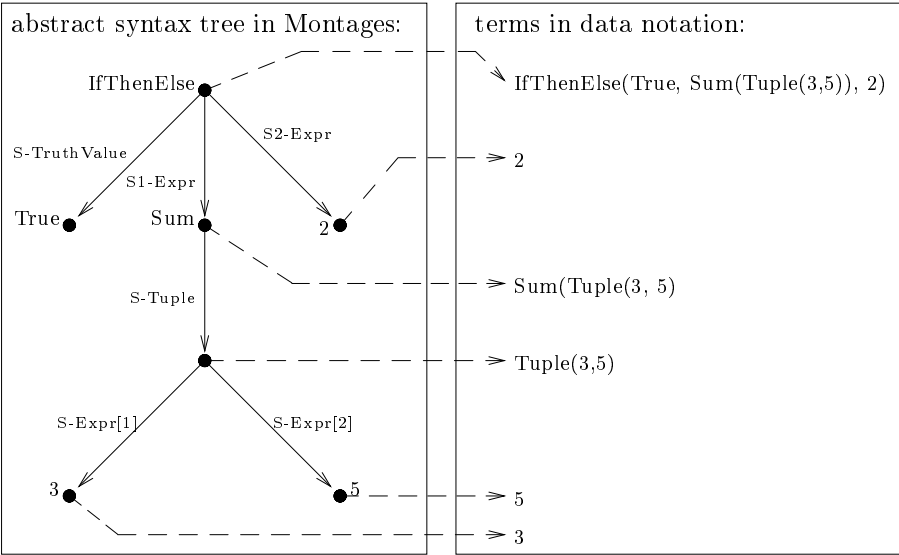 abstract syntax tree in Montages:
IfThenElse
S-TruthValue
S2-Expr
S1-Expr
True
Sum
2
S-Tuple
S-Expr[1]
S-Expr[2]
3
5
terms in data notation:
IfThenElse(True, Sum(Tuple(3,5)), 2)
2
Sum(Tuple(3, 5)
Tuple(3,5)
5
3